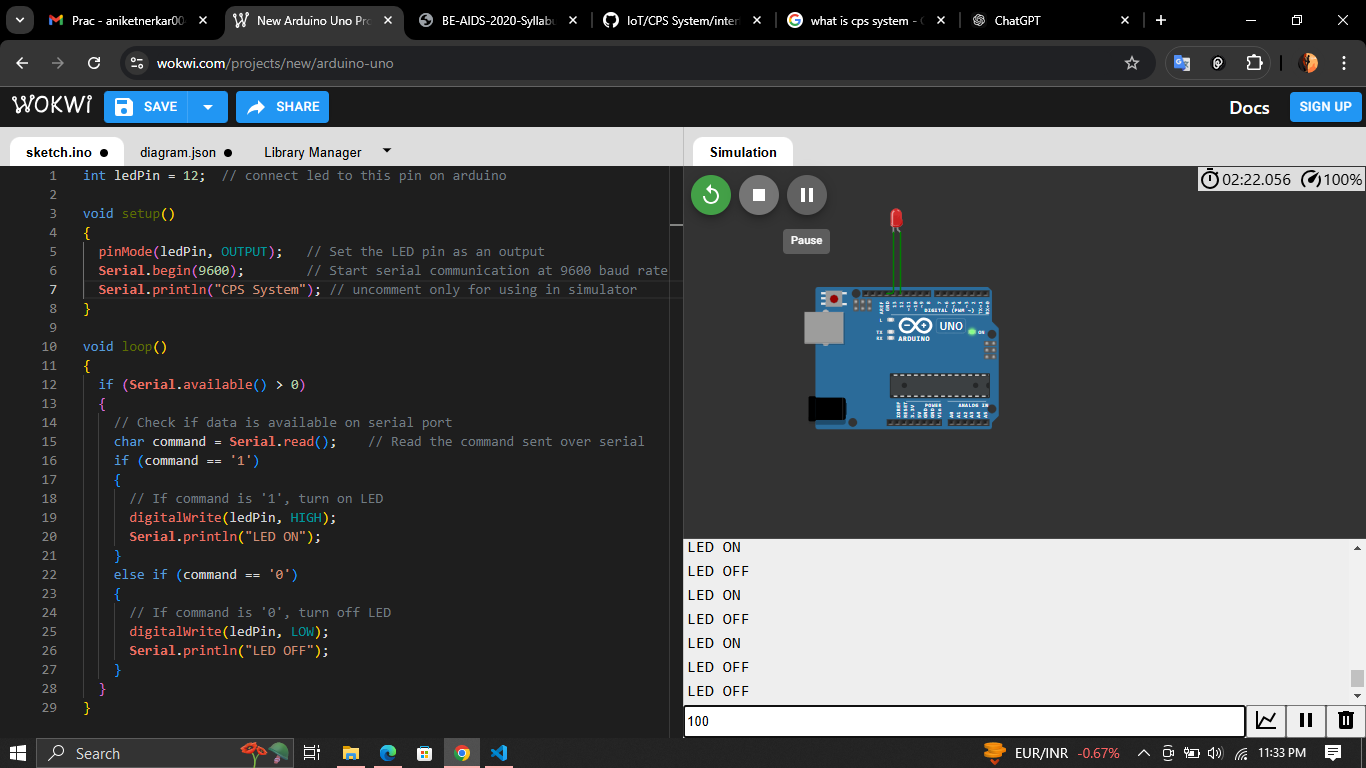 Prac - aniketnerkar00
New Arduino Uno Pr
BE-AIDS-2020-Syllab
IoT/CPS System/inter
what is cps system -
ChatGPT
wokwi.com/projects/new/arduino-uno
WOKWI
SAVE
SHARE
Docs
SIGN UP
sketch.ino
diagram.json
Library Manager
Simulation
1 int ledPin = 12;  // connect led to this pin on arduino
2
3 void setup()
4 {
5   pinMode(ledPin, OUTPUT);   // Set the LED pin as an output
6   Serial.begin(9600);        // Start serial communication at 9600 baud rate
7   Serial.println("CPS System"); // uncomment only for using in simulator
8 }
9
10 void loop()
11 {
12   if (Serial.available() > 0)
13   {
14     // Check if data is available on serial port
15     char command = Serial.read();    // Read the command sent over serial
16     if (command == '1')
17     {
18       // If command is '1', turn on LED
19       digitalWrite(ledPin, HIGH);
20       Serial.println("LED ON");
21     }
22     else if (command == '0')
23     {
24       // If command is '0', turn off LED
25       digitalWrite(ledPin, LOW);
26       Serial.println("LED OFF");
27     }
28   }
29 }
02:22.056
100%
Pause
DIGITAL (PWM ~)
L
UNO
ON
TX
RX
ARDUINO
POWER
ANALOG IN
LED ON
LED OFF
LED ON
LED OFF
LED ON
LED OFF
LED OFF
100
Search
EUR/INR
-0.67%
11:33 PM